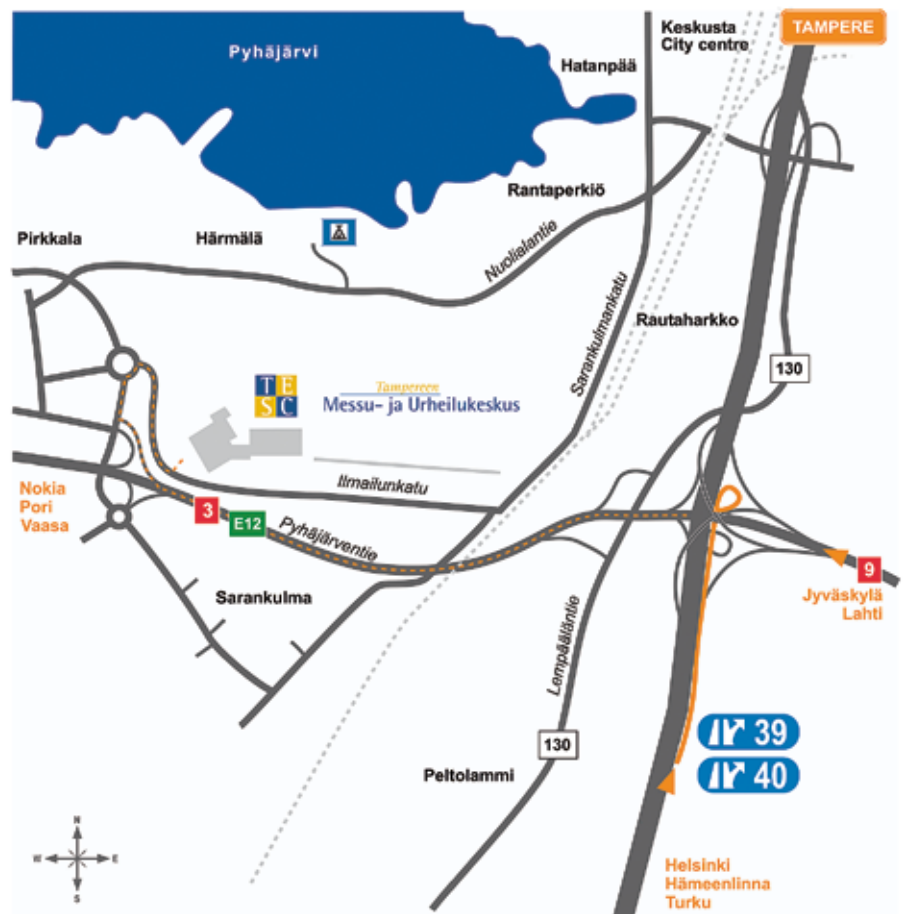 Keskusta
City centre
TAMPERE
Pyhäjärvi
Hatanpää
Rantaperkiö
Pirkkala
Härmälä
Nuolialantie
Sarankulmankatu
Rautaharkko
130
TESC
Tampereen
Messu- ja Urheilukeskus
Ilmailunkatu
Nokia
Pori
Vaasa
3
E12
Pyhäjärventie
9
Jyväskylä
Lahti
Sarankulma
Lempääläntie
39
130
40
Peltolammi
N
W
E
S
Helsinki
Hämeenlinna
Turku